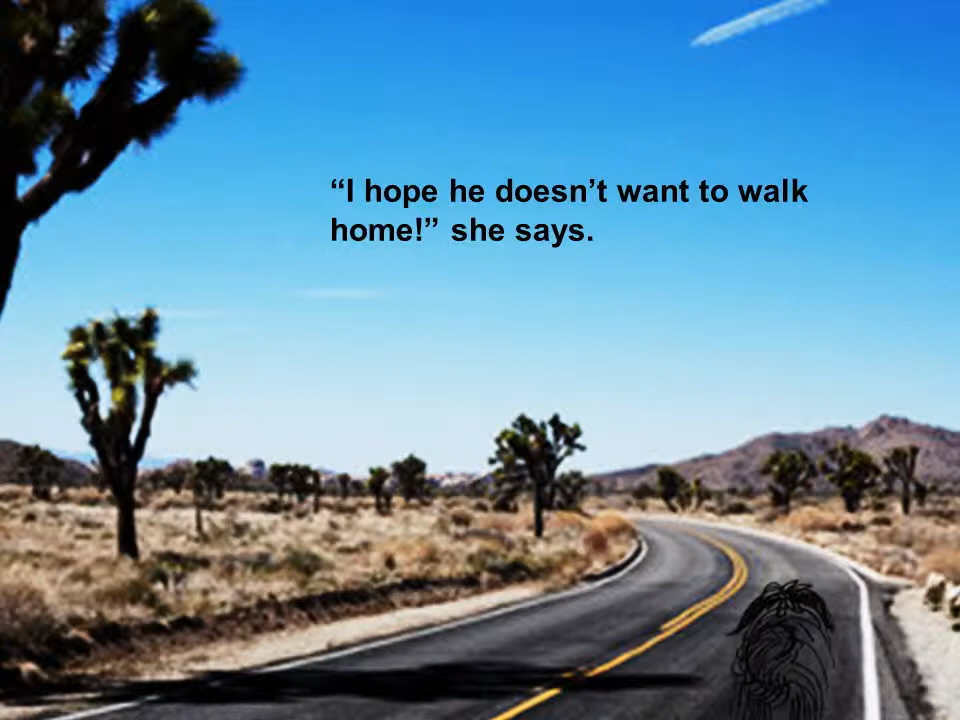 “I hope he doesn’t want to walk
home!” she says.